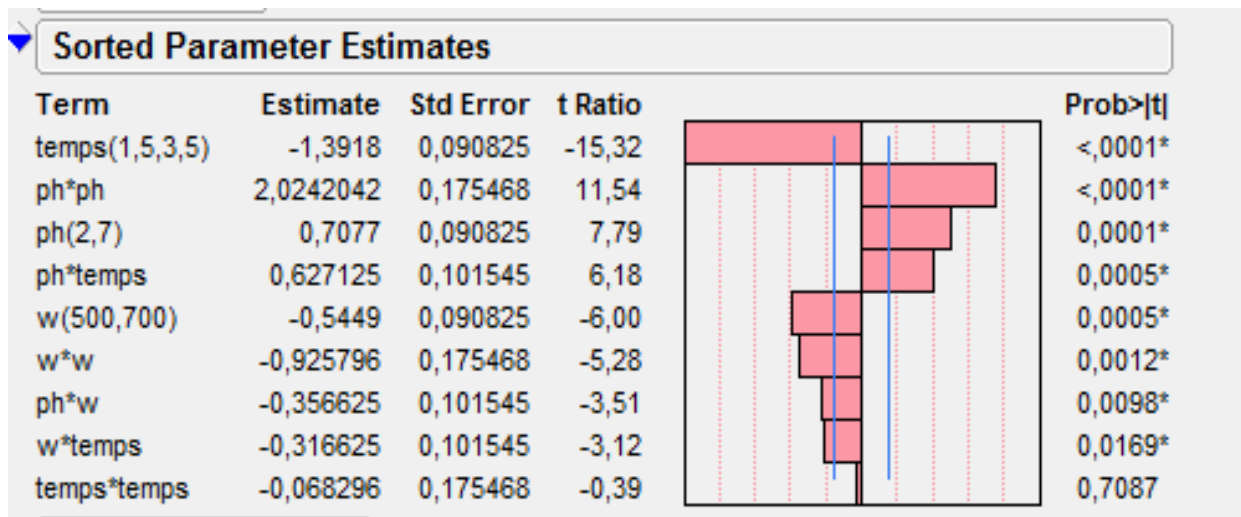 Sorted Parameter Estimates
Term Estimate Std Error t Ratio Prob>|t|
temps(1,5,3,5) -1,3918 0,090825 -15,32 <,0001*
ph*ph 2,0242042 0,175468 11,54 <,0001*
ph(2,7) 0,7077 0,090825 7,79 0,0001*
ph*temps 0,627125 0,101545 6,18 0,0005*
w(500,700) -0,5449 0,090825 -6,00 0,0005*
w*w -0,925796 0,175468 -5,28 0,0012*
ph*w -0,356625 0,101545 -3,51 0,0098*
w*temps -0,316625 0,101545 -3,12 0,0169*
temps*temps -0,068296 0,175468 -0,39 0,7087